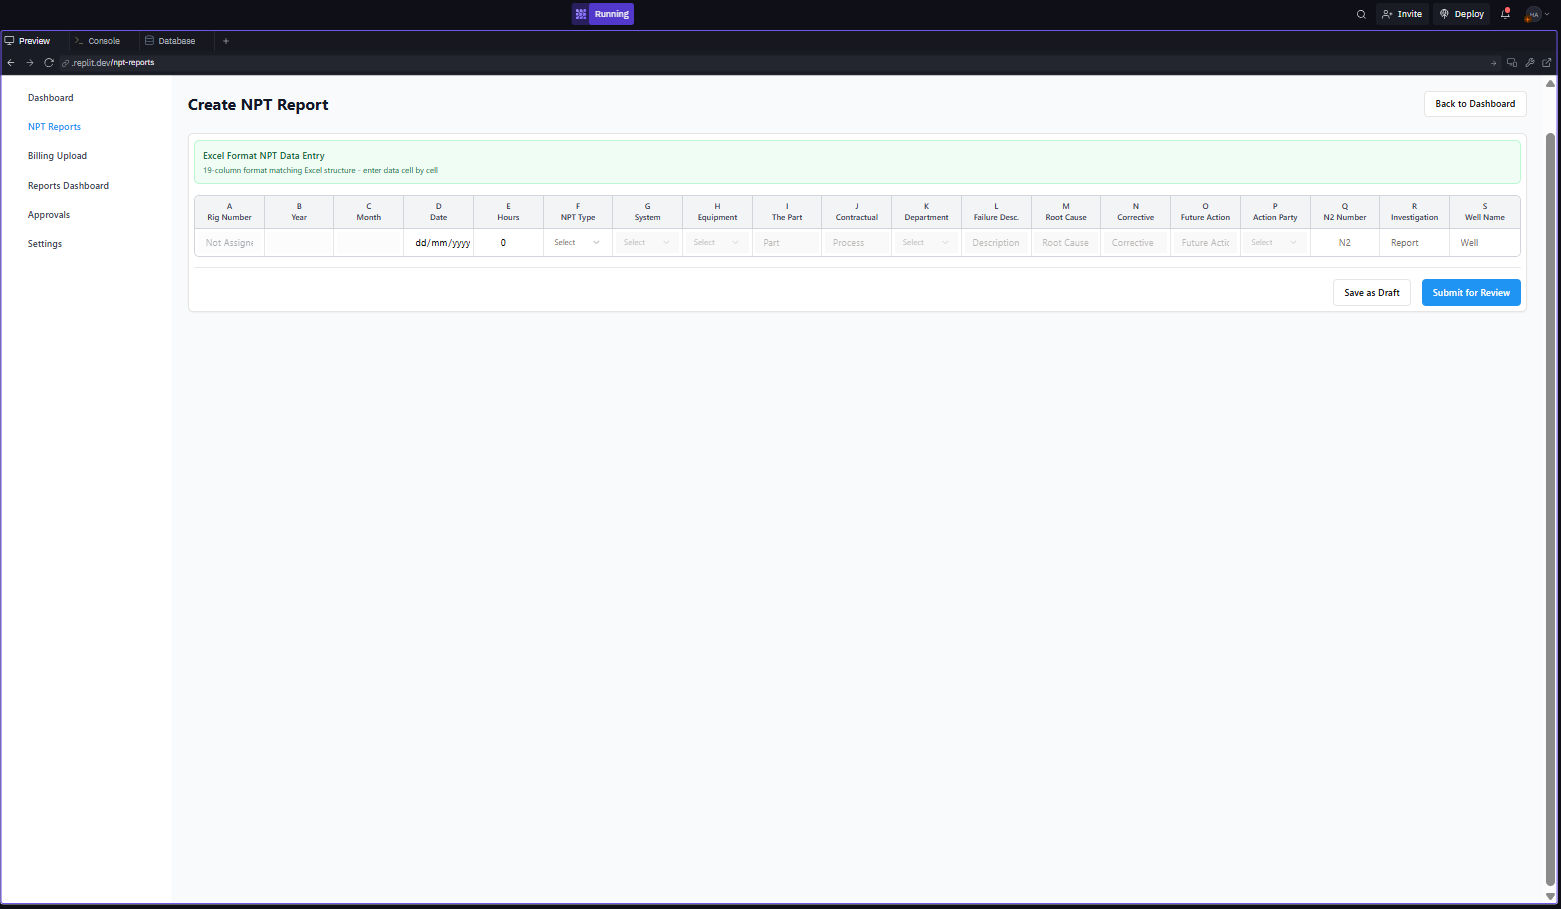 Running
Invite
Deploy
HA
Preview
Console
Database
.replit.dev/npt-reports
Dashboard
NPT Reports
Billing Upload
Reports Dashboard
Approvals
Settings
Create NPT Report
Back to Dashboard
Excel Format NPT Data Entry
19-column format matching Excel structure - enter data cell by cell
A B C D E F G H I J K L M N O P Q R S
Rig Number Year Month Date Hours NPT Type System Equipment The Part Contractual Department Failure Desc. Root Cause Corrective Future Action Action Party N2 Number Investigation Well Name
Not Assigne dd/mm/yyyy 0 Select Select Select Part Process Select Description Root Cause Corrective Future Actic Select N2 Report Well
Save as Draft
Submit for Review